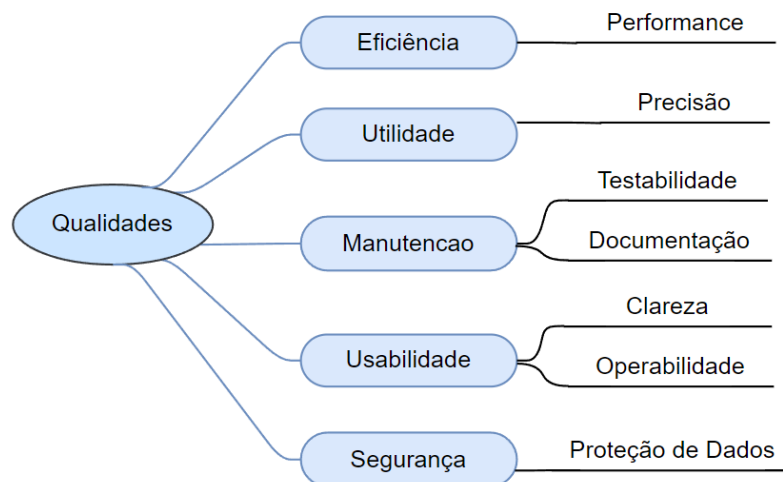 Qualidades
Eficiência
Performance
Utilidade
Precisão
Manutencao
Testabilidade
Documentação
Usabilidade
Clareza
Operabilidade
Segurança
Proteção de Dados